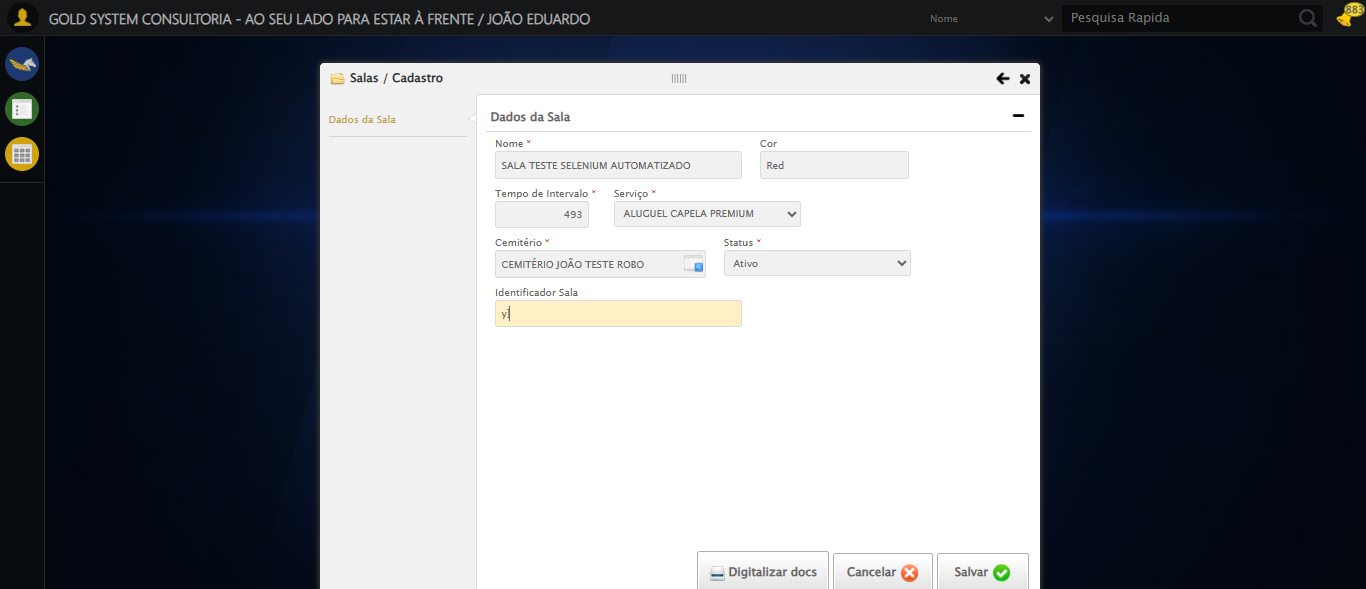 GOLD SYSTEM CONSULTORIA - AO SEU LADO PARA ESTAR À FRENTE / JOÃO EDUARDO
Nome
Pesquisa Rapida
883
Salas / Cadastro
Dados da Sala
Dados da Sala
Nome *
Cor
SALA TESTE SELENIUM AUTOMATIZADO
Red
Tempo de Intervalo *
Serviço *
493
ALUGUEL CAPELA PREMIUM
Cemitério *
Status *
CEMITÉRIO JOÃO TESTE ROBO
Ativo
Identificador Sala
Digitalizar docs
Cancelar
Salvar